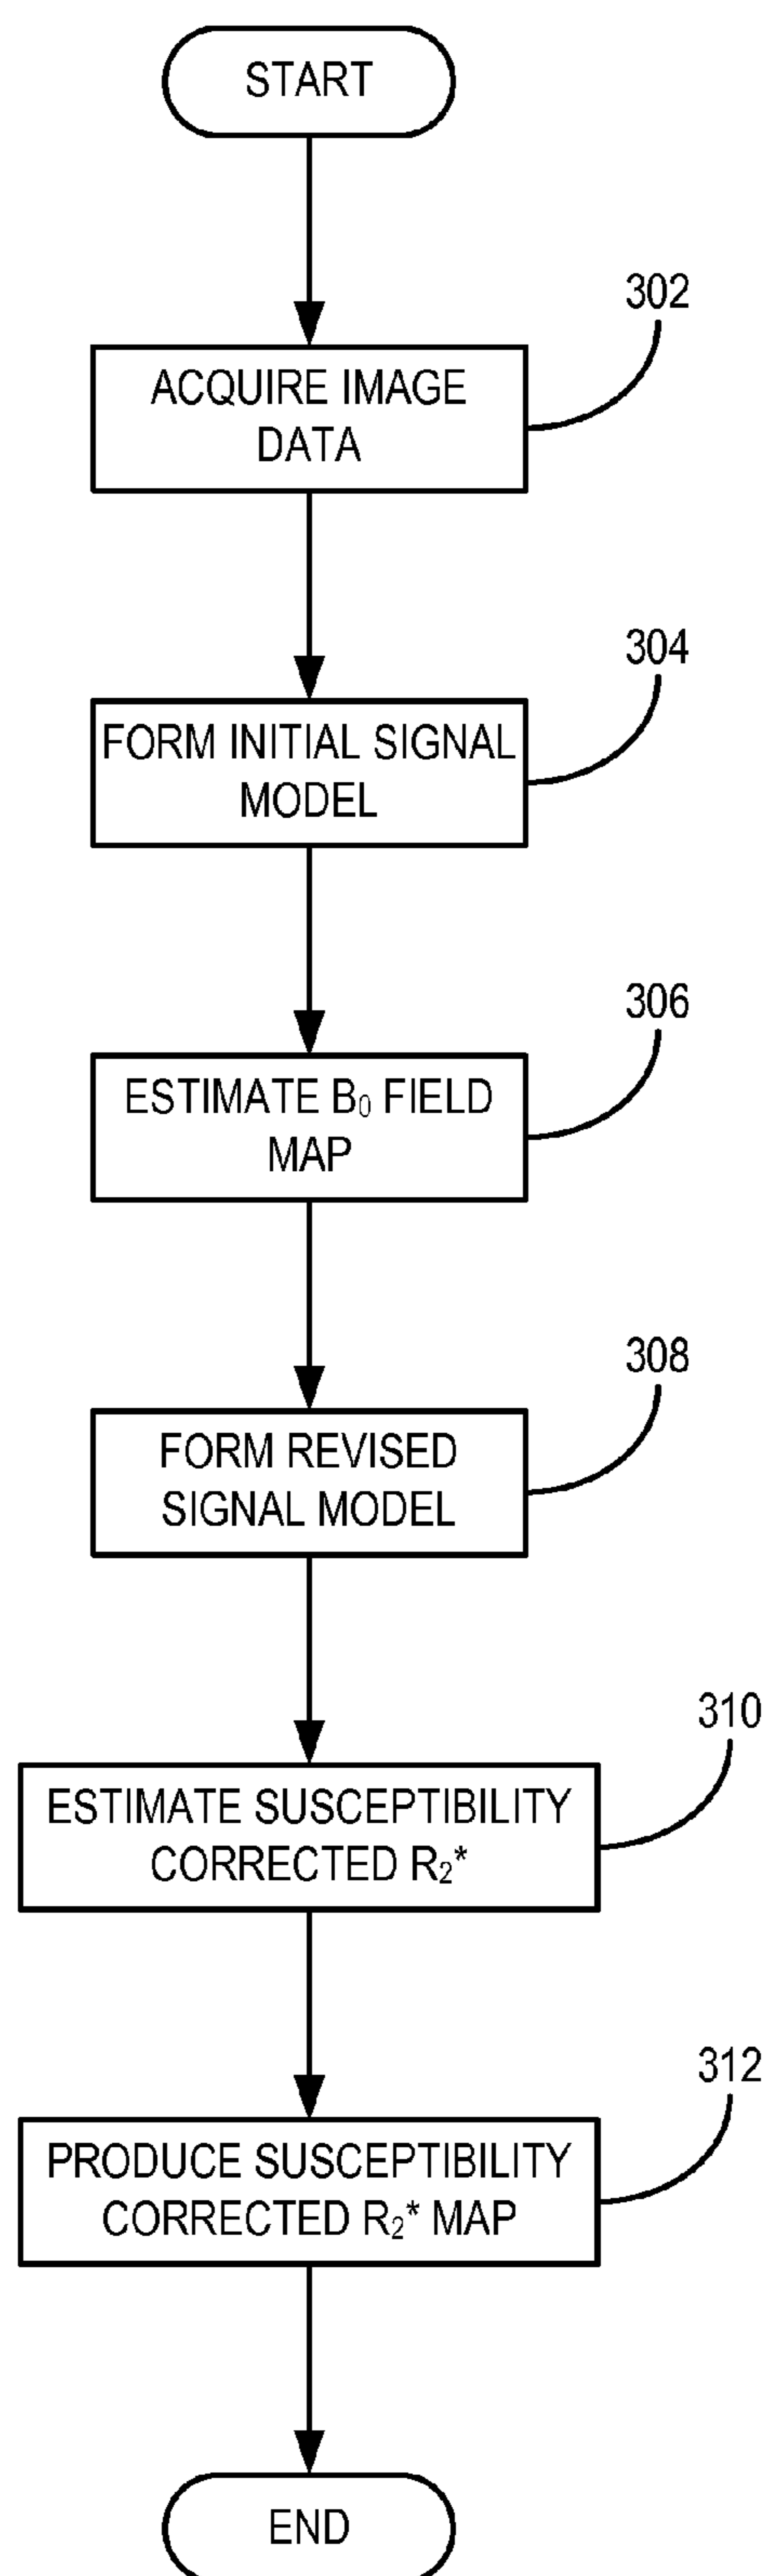 START
302
ACQUIRE IMAGE
DATA
304
FORM INITIAL SIGNAL
MODEL
306
ESTIMATE B₀ FIELD
MAP
308
FORM REVISED
SIGNAL MODEL
310
ESTIMATE SUSCEPTIBILITY
CORRECTED R₂*
312
PRODUCE SUSCEPTIBILITY
CORRECTED R₂* MAP
END